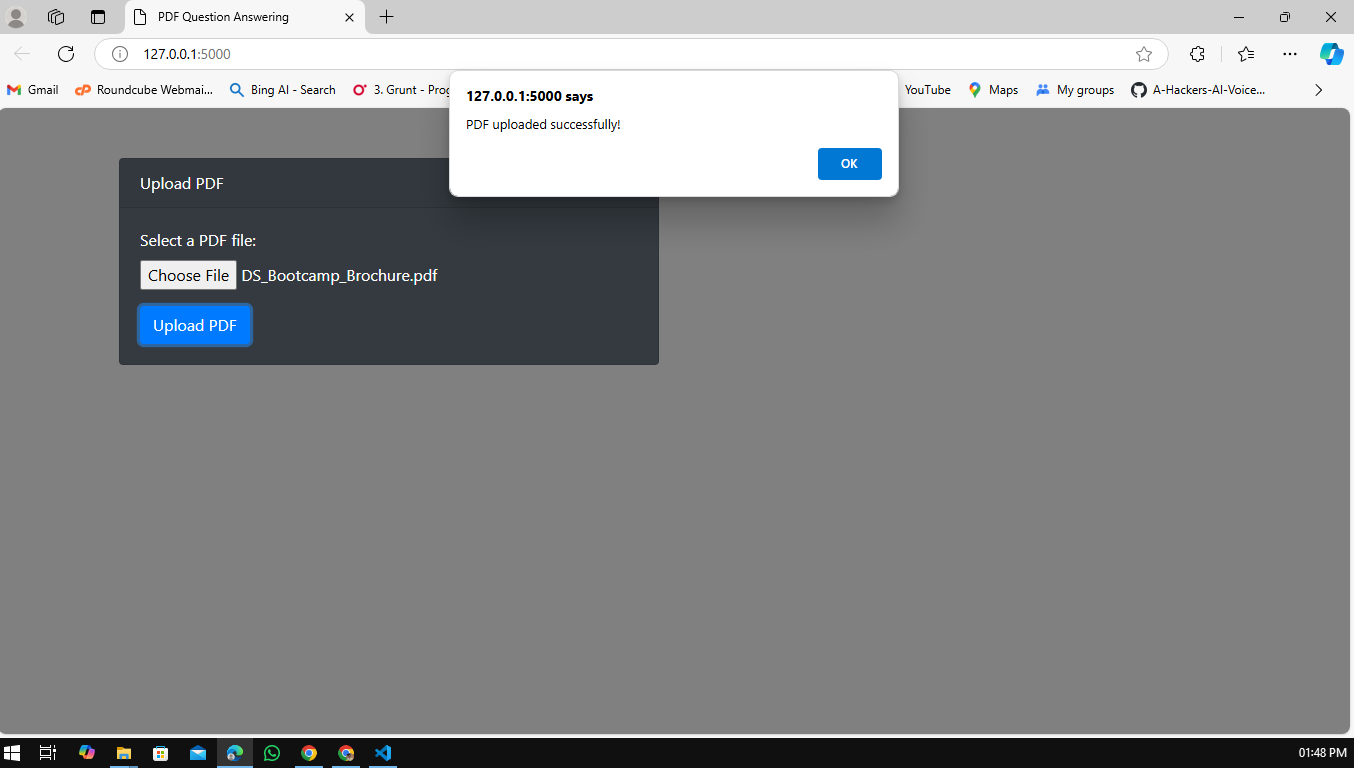 PDF Question Answering
127.0.0.1:5000
Gmail
Roundcube Webmai...
Bing AI - Search
3. Grunt - Prog
YouTube
Maps
My groups
A-Hackers-AI-Voice...
127.0.0.1:5000 says
PDF uploaded successfully!
OK
Upload PDF
Select a PDF file:
Choose File DS_Bootcamp_Brochure.pdf
Upload PDF
01:48 PM